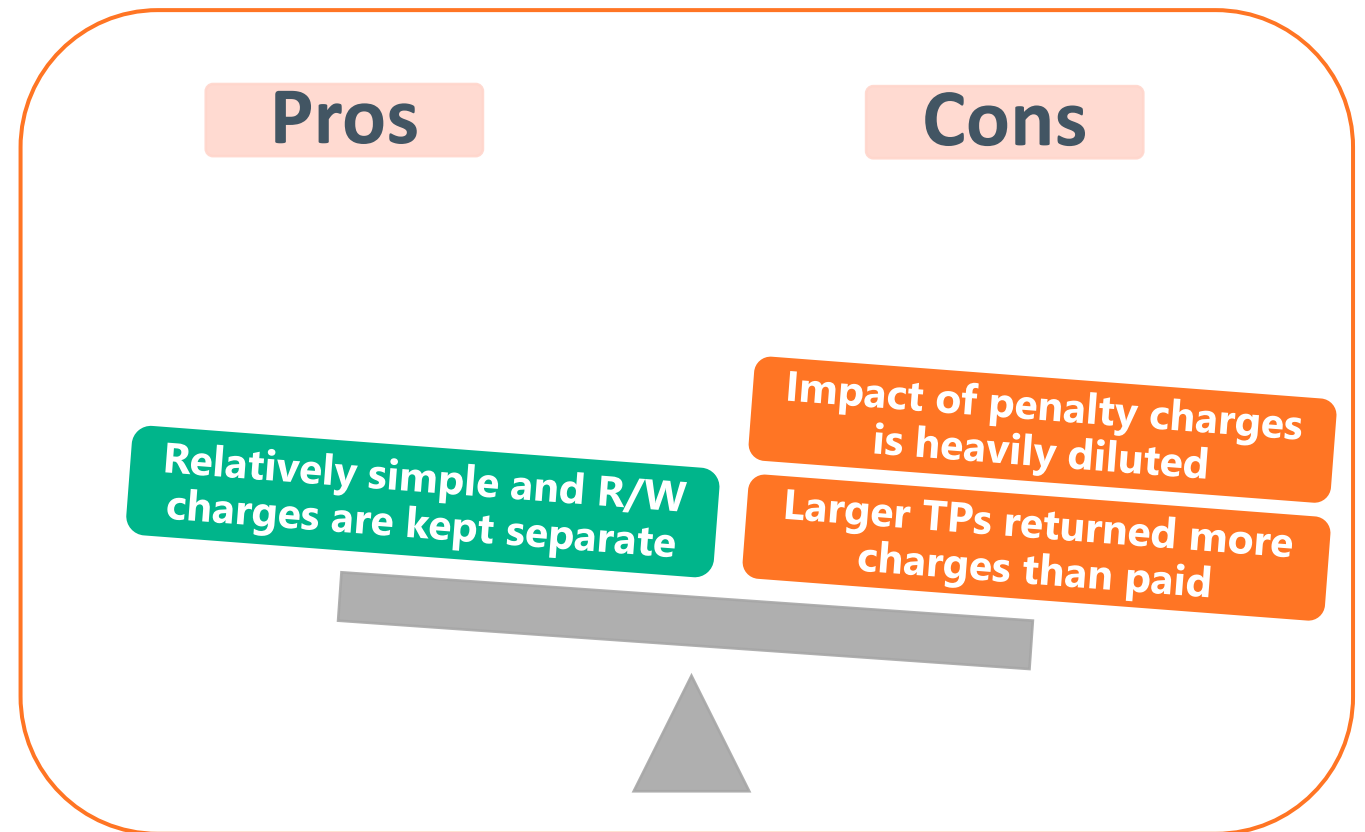 Pros
Relatively simple and R/W
charges are kept separate
Cons
Impact of penalty charges
is heavily diluted
Larger TPs returned more
charges than paid